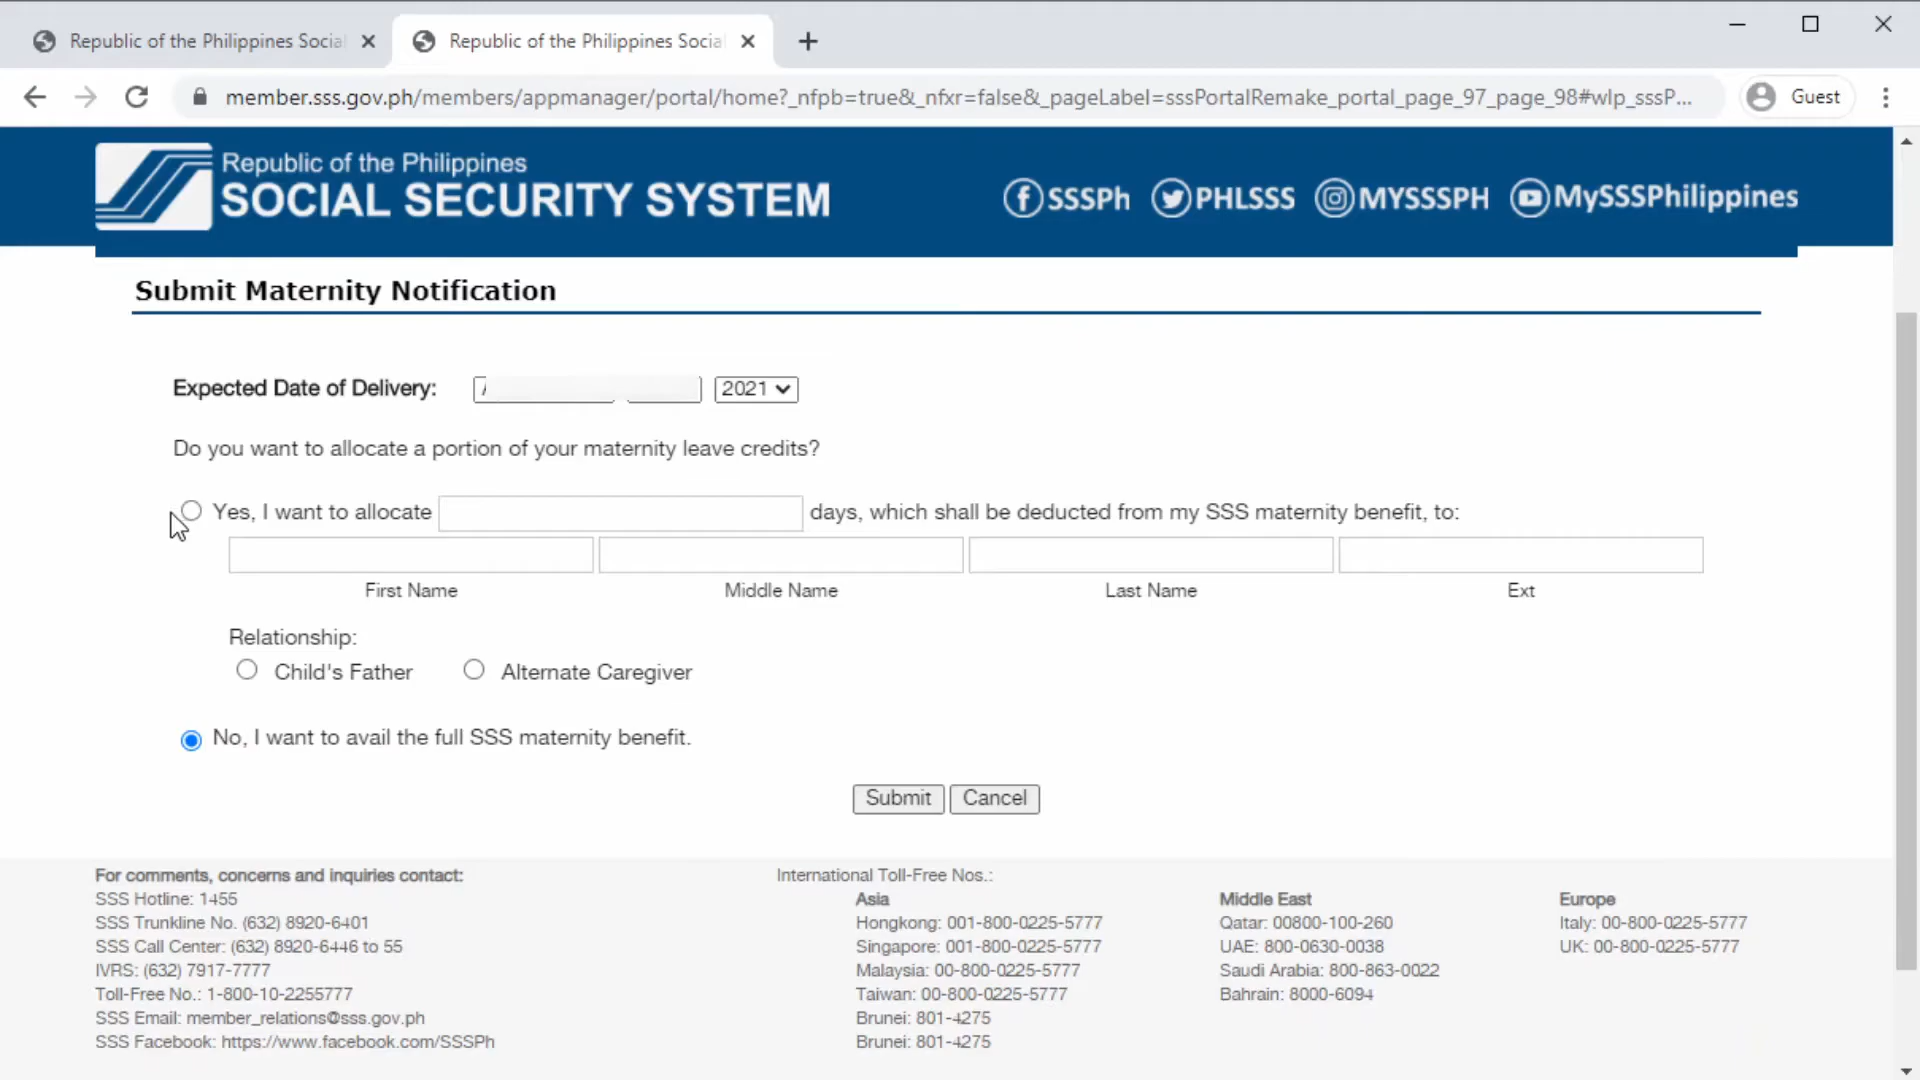 Republic of the Philippines Socia
Republic of the Philippines Socia
member.sss.gov.ph/members/appmanager/portal/home?_nfpb=true&_nfxr=false&_pageLabel=sssPortalRemake_portal_page_97_page_98#wlp_sssP...
Guest
Republic of the Philippines
SOCIAL SECURITY SYSTEM
SSSPh PHLSSS MYSSSPH MySSSPhilippines
Submit Maternity Notification
Expected Date of Delivery: 2021
Do you want to allocate a portion of your maternity leave credits?
Yes, I want to allocate days, which shall be deducted from my SSS maternity benefit, to:
First Name Middle Name Last Name Ext
Relationship:
Child's Father Alternate Caregiver
No, I want to avail the full SSS maternity benefit.
Submit Cancel
For comments, concerns and inquiries contact:
SSS Hotline: 1455
SSS Trunkline No. (632) 8920-6401
SSS Call Center: (632) 8920-6446 to 55
IVRS: (632) 7917-7777
Toll-Free No.: 1-800-10-2255777
SSS Email: member_relations@sss.gov.ph
SSS Facebook: https://www.facebook.com/SSSPh
International Toll-Free Nos.:
Asia
Hongkong: 001-800-0225-5777
Singapore: 001-800-0225-5777
Malaysia: 00-800-0225-5777
Taiwan: 00-800-0225-5777
Brunei: 801-4275
Brunei: 801-4275
Middle East
Qatar: 00800-100-260
UAE: 800-0630-0038
Saudi Arabia: 800-863-0022
Bahrain: 8000-6094
Europe
Italy: 00-800-0225-5777
UK: 00-800-0225-5777